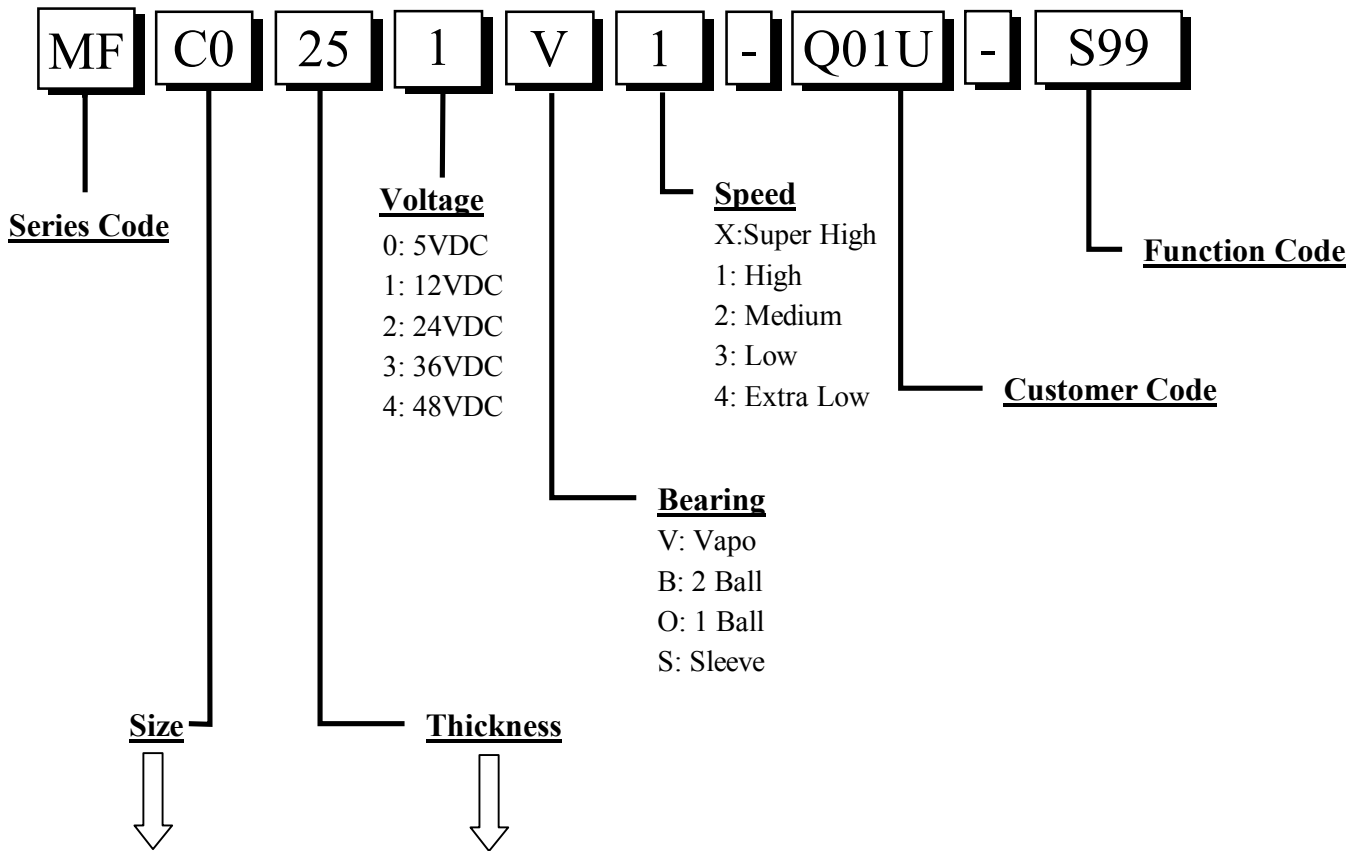 MF C0 25 1 V 1 - Q01U - S99
Series Code
Voltage
0: 5VDC
1: 12VDC
2: 24VDC
3: 36VDC
4: 48VDC
Speed
X:Super High
1: High
2: Medium
3: Low
4: Extra Low
Function Code
Customer Code
Bearing
V: Vapo
B: 2 Ball
O: 1 Ball
S: Sleeve
Size
Thickness